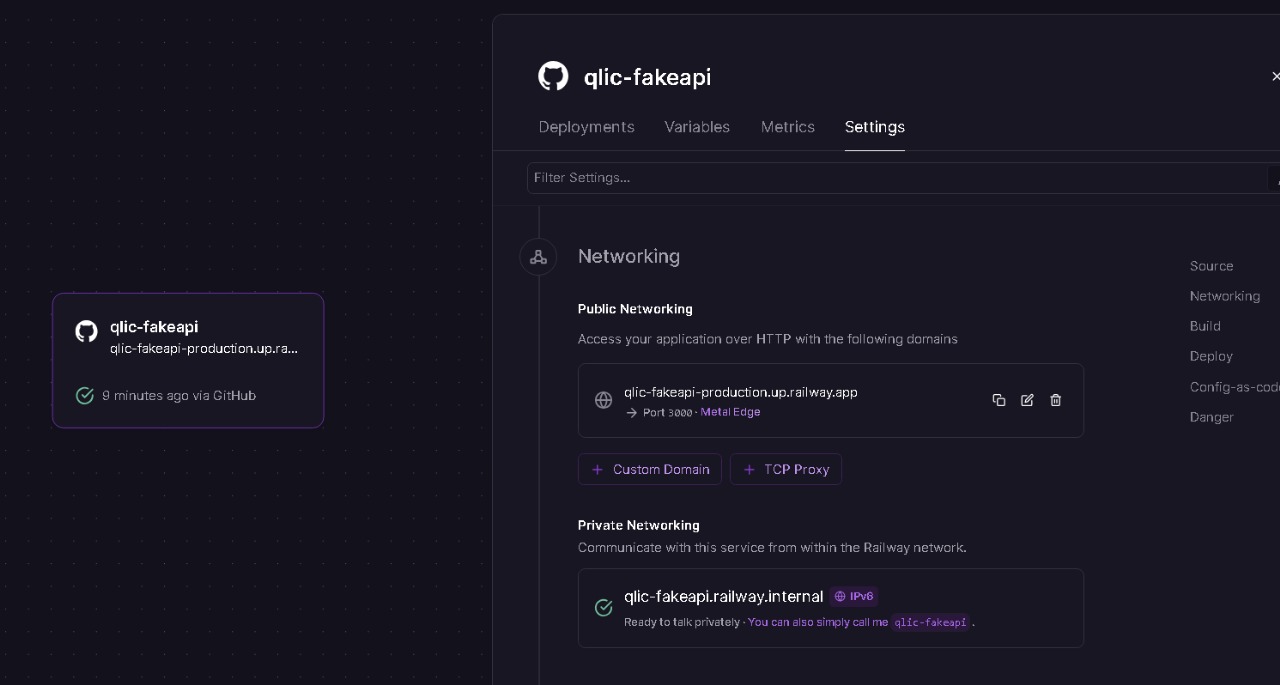 qlic-fakeapi
Deployments Variables Metrics Settings
Filter Settings...
Networking
Public Networking
Access your application over HTTP with the following domains
qlic-fakeapi-production.up.railway.app
→ Port 3000 · Metal Edge
+ Custom Domain + TCP Proxy
Private Networking
Communicate with this service from within the Railway network.
qlic-fakeapi.railway.internal IPv6
Ready to talk privately · You can also simply call me qlic-fakeapi .
Source
Networking
Build
Deploy
Config-as-code
Danger
qlic-fakeapi
qlic-fakeapi-production.up.ra...
9 minutes ago via GitHub